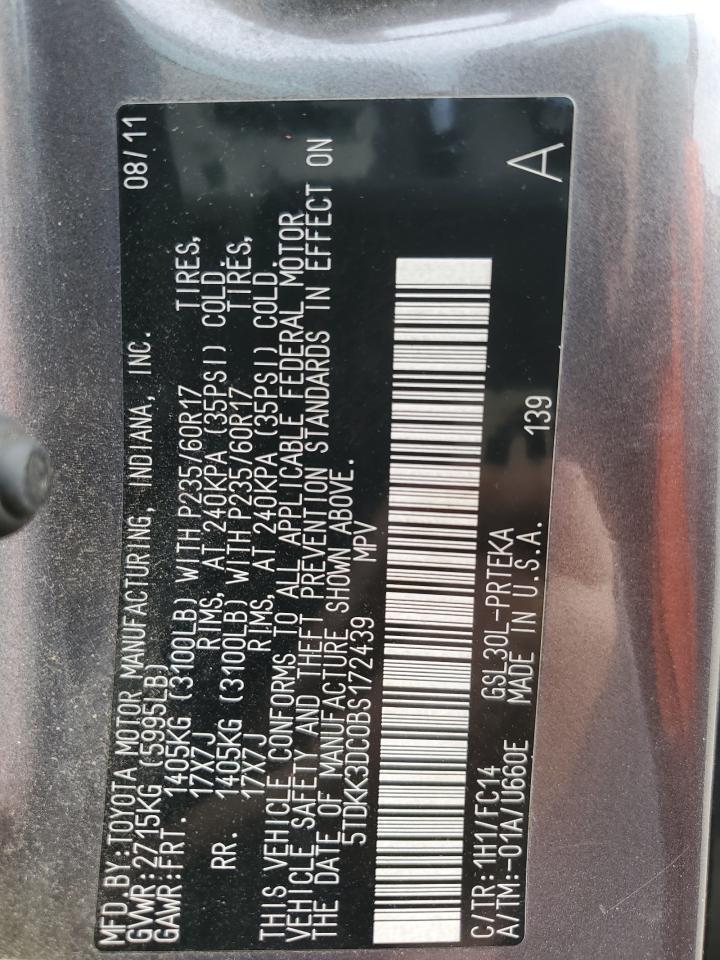 MFD BY:TOYOTA MOTOR MANUFACTURING, INDIANA, INC. 08/11
GVWR:2715KG (5995LB)
GAWR:FRT. 1405KG (3100LB) WITH P235/60R17 TIRES,
17X7J RIMS, AT 240KPA (35PSI) COLD
RR. 1405KG (3100LB) WITH P235/60R17 TIRES,
17X7J RIMS, AT 240KPA (35PSI) COLD.
THIS VEHICLE CONFORMS TO ALL APPLICABLE FEDERAL MOTOR
VEHICLE SAFETY AND THEFT PREVENTION STANDARDS IN EFFECT ON
THE DATE OF MANUFACTURE SHOWN ABOVE.
5TDKK3DC0BS172439 MPV
C/TR:1H1/FC14 GSL30L-PRTEKA 139 A
A/TM:-01A/U660E MADE IN U.S.A.